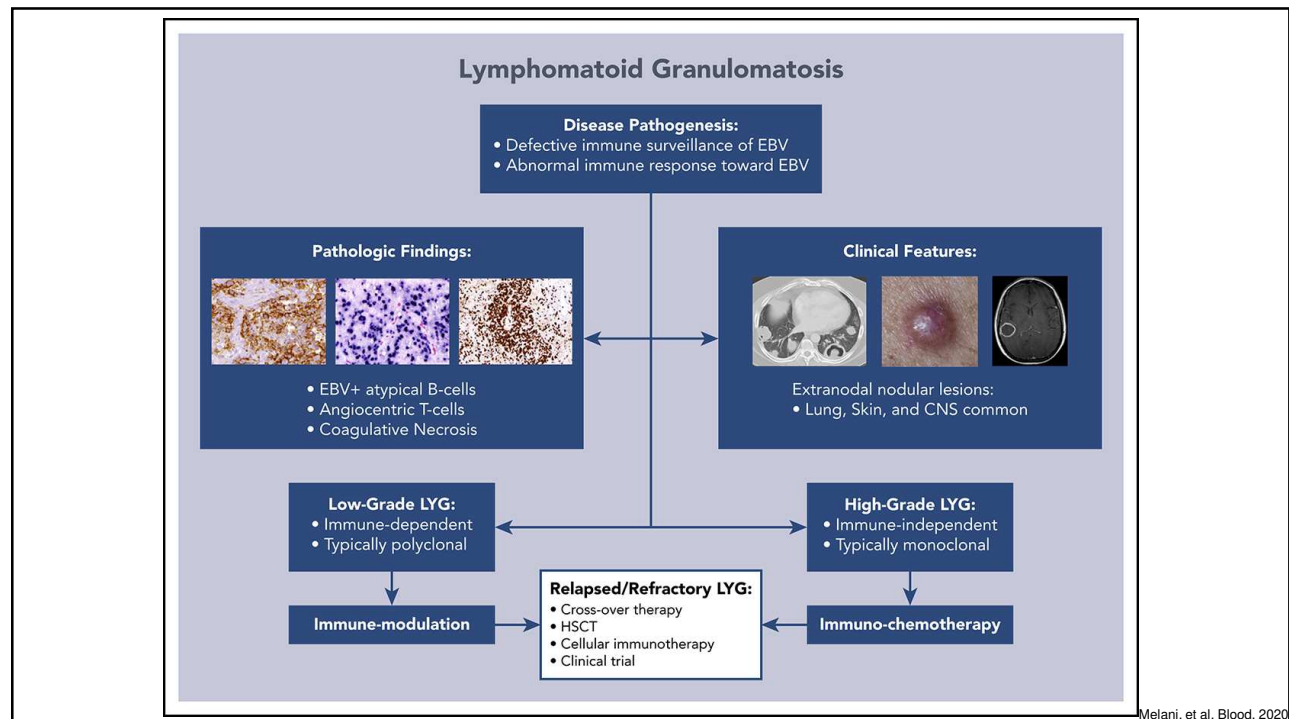 Lymphomatoid Granulomatosis
Disease Pathogenesis:
• Defective immune surveillance of EBV
• Abnormal immune response toward EBV
Pathologic Findings:
• EBV+ atypical B-cells
• Angiocentric T-cells
• Coagulative Necrosis
Clinical Features:
Extranodal nodular lesions:
• Lung, Skin, and CNS common
Low-Grade LYG:
• Immune-dependent
• Typically polyclonal
High-Grade LYG:
• Immune-independent
• Typically monoclonal
Immune-modulation
Relapsed/Refractory LYG:
• Cross-over therapy
• HSCT
• Cellular immunotherapy
• Clinical trial
Immuno-chemotherapy
Melani, et al. Blood. 2020